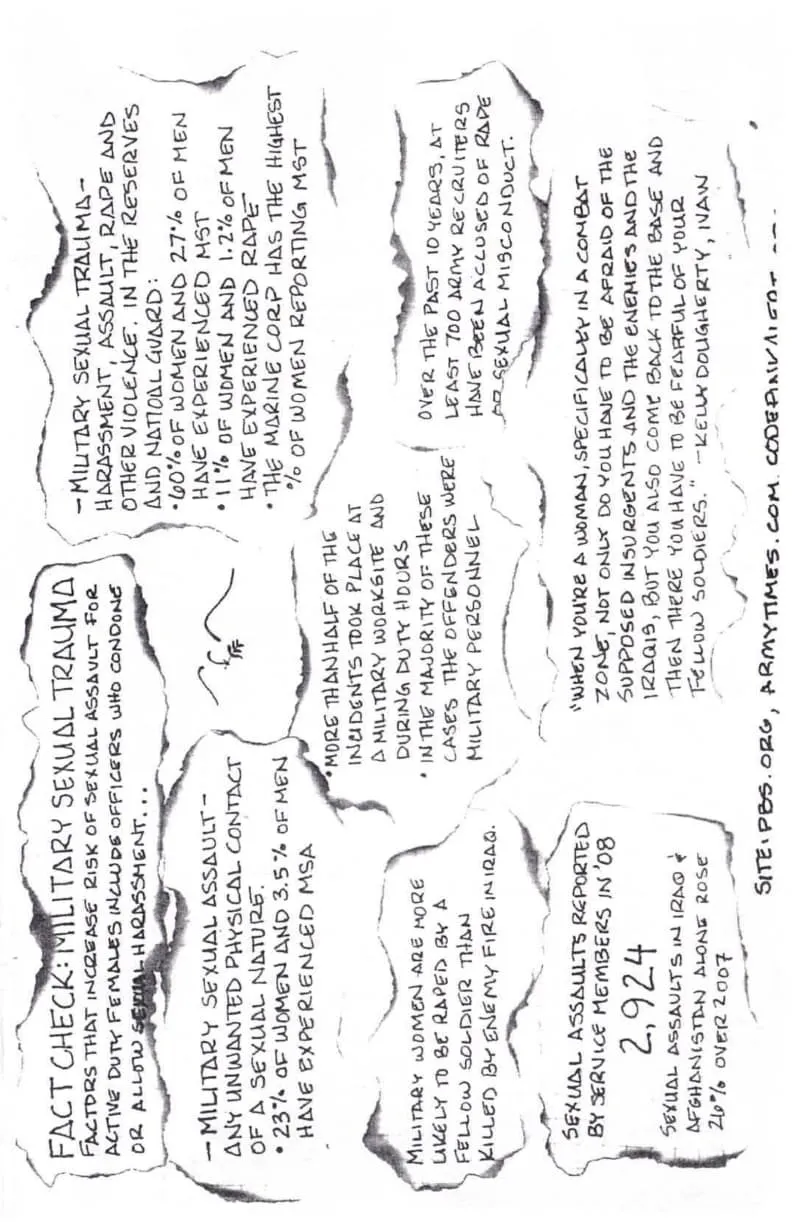 FACT CHECK: MILITARY SEXUAL TRAUMA
FACTORS THAT INCREASE RISK OF SEXUAL ASSAULT FOR
ACTIVE DUTY FEMALES INCLUDE OFFICERS WHO CONDONE
OR ALLOW SEXUAL HARASSMENT...
- MILITARY SEXUAL TRAUMA -
HARASSMENT, ASSAULT, RAPE AND
OTHER VIOLENCE. IN THE RESERVES
AND NATIOAL GUARD:
• 60% OF WOMEN AND 27% OF MEN
HAVE EXPERIENCED MST
• 11% OF WOMEN AND 1.2% OF MEN
HAVE EXPERIENCED RAPE
• THE MARINE CORP HAS THE HIGHEST
% OF WOMEN REPORTING MST
- MILITARY SEXUAL ASSAULT -
ANY UNWANTED PHYSICAL CONTACT
OF A SEXUAL NATURE.
• 23% OF WOMEN AND 3.5% OF MEN
HAVE EXPERIENCED MSA
• MORE THAN HALF OF THE
INCIDENTS TOOK PLACE AT
A MILITARY WORKSITE AND
DURING DUTY HOURS
• IN THE MAJORITY OF THESE
CASES THE OFFENDERS WERE
MILITARY PERSONNEL
OVER THE PAST 10 YEARS, AT
LEAST 700 ARMY RECRUITERS
HAVE BEEN ACCUSED OF RAPE
OR SEXUAL MISCONDUCT.
MILITARY WOMEN ARE MORE
LIKELY TO BE RAPED BY A
FELLOW SOLDIER THAN
KILLED BY ENEMY FIRE IN IRAQ.
"WHEN YOU'RE A WOMAN, SPECIFICALLY IN A COMBAT
ZONE, NOT ONLY DO YOU HAVE TO BE AFRAID OF THE
SUPPOSED INSURGENTS AND THE ENEMIES AND THE
IRAQIS, BUT YOU ALSO COME BACK TO THE BASE AND
THEN THERE YOU HAVE TO BE FEARFUL OF YOUR
FELLOW SOLDIERS." - KELLY DOUGHERTY, IVAW
SEXUAL ASSAULTS REPORTED
BY SERVICE MEMBERS IN '08
2,924
SEXUAL ASSAULTS IN IRAQ &
AFGHANISTAN ALONE ROSE
26% OVER 2007
SITE: PBS.ORG, ARMYTIMES.COM.